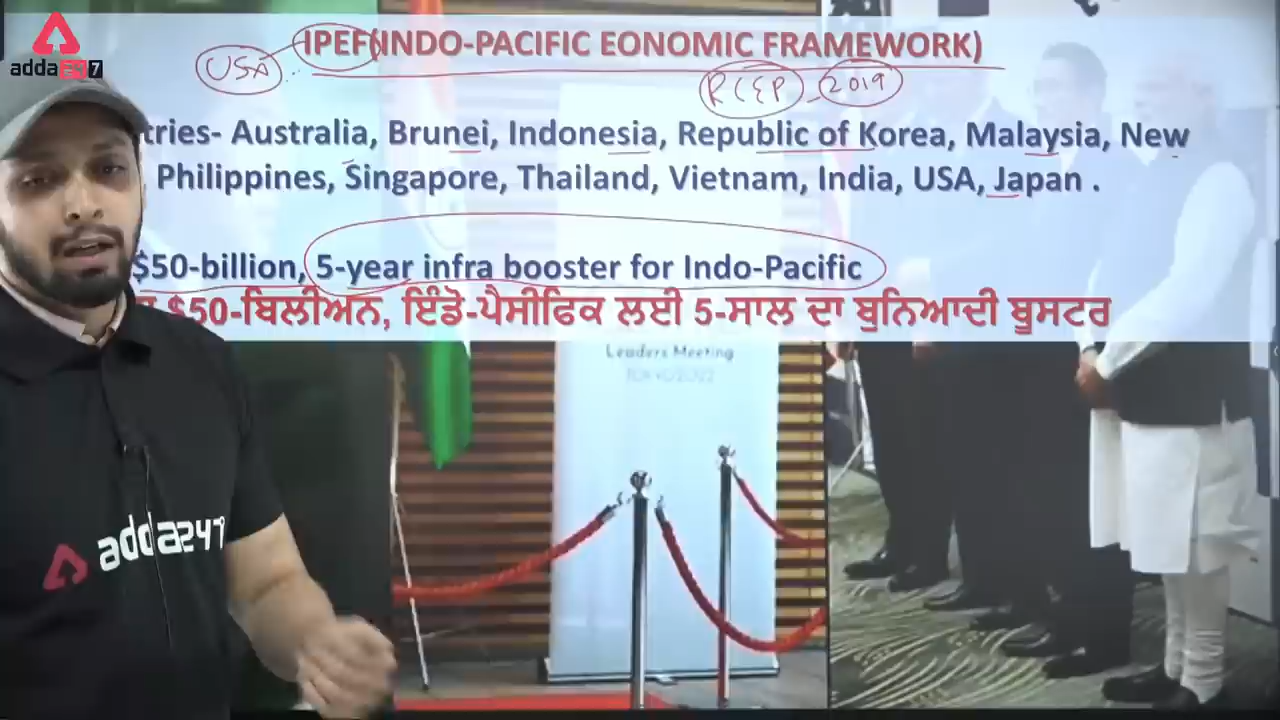 adda247
IPEF(INDO-PACIFIC EONOMIC FRAMEWORK)
USA
RCEP - 2019
tries- Australia, Brunei, Indonesia, Republic of Korea, Malaysia, New
Philippines, Singapore, Thailand, Vietnam, India, USA, Japan .
$50-billion, 5-year infra booster for Indo-Pacific
$50-ਬਿਲੀਅਨ, ਇੰਡੋ-ਪੈਸੀਫਿਕ ਲਈ 5-ਸਾਲ ਦਾ ਬੁਨਿਆਦੀ ਬੂਸਟਰ
Leaders Meeting
adda247